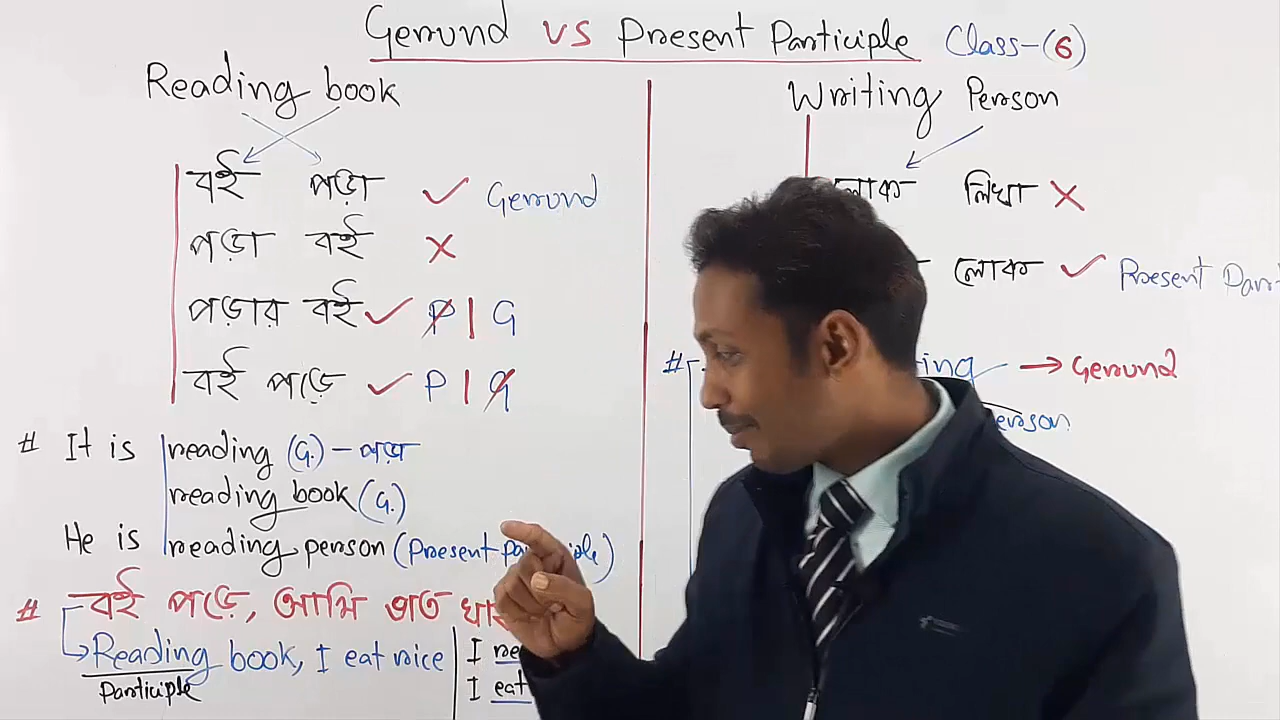 Gerund vs Present Participle Class-(6)
Reading book
বই পড়া ✓ Gerund
পড়া বই ×
পড়ার বই ✓ P | G
বই পড়ে ✓ P | G
# It is reading (G.) - পড়া
reading book (G.)
He is reading person (Present participle)
# বই পড়ে, আমি ভাত
Reading book, I eat rice
Participle
I
I eat
Writing Person
লোক লিখা ×
লোক ✓ Present
# → Gerund